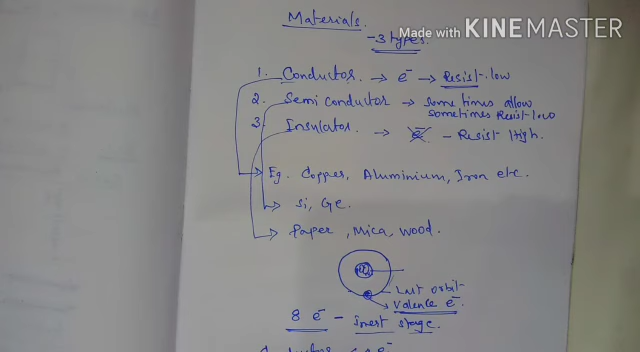 Materials.
Made with KINEMASTER
- 3 types.
1. Conductor → e⁻ → Resist-low
2. Semi conductor → some times allow
sometimes Resist-low
3. Insulator. → e⁻ - Resist High.
Eg. Copper, Aluminium, Iron etc.
Si, Ge.
Paper, Mica, wood.
Last orbit
Valence e⁻.
8 e⁻ - Inert stage.